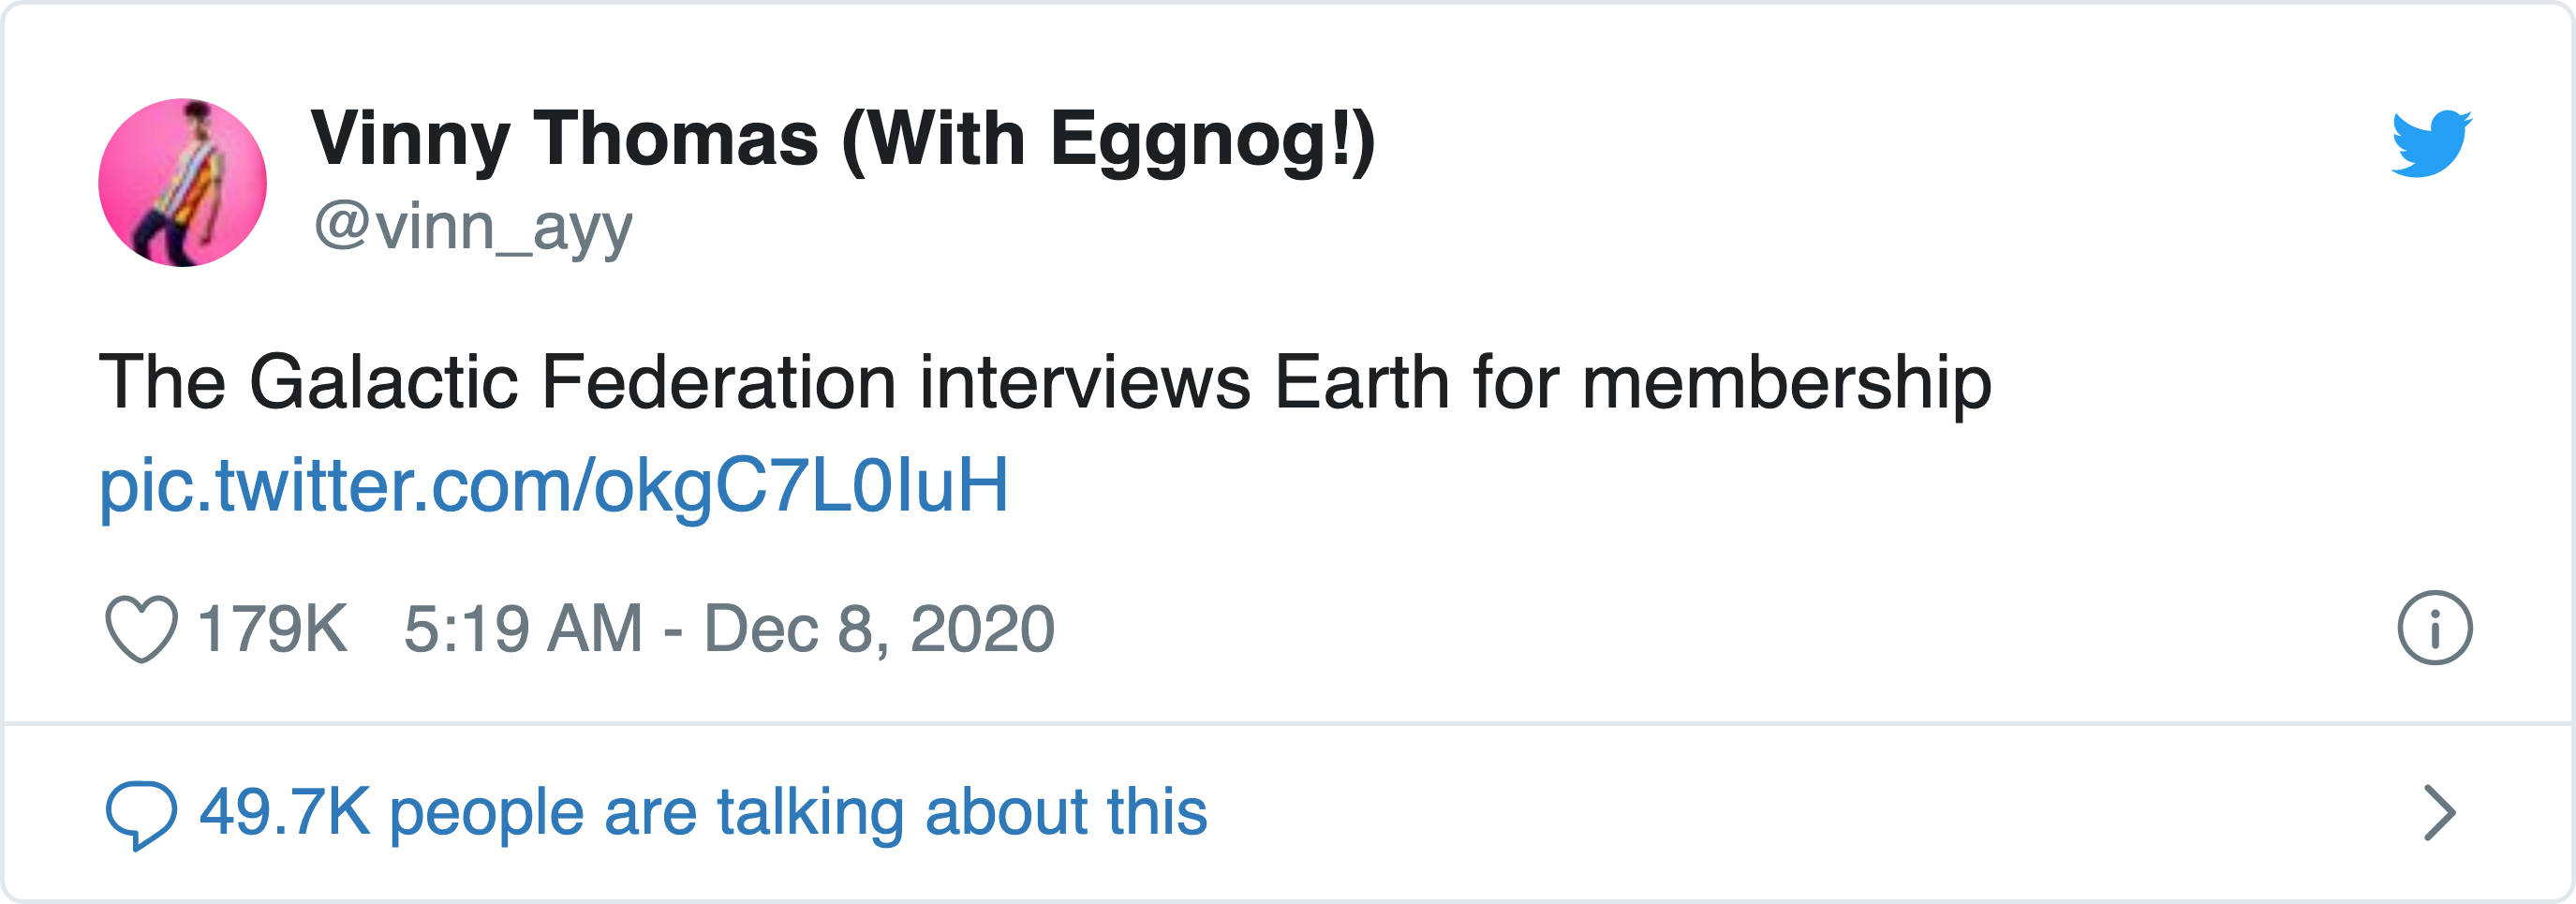 Vinny Thomas (With Eggnog!)
@vinn_ayy
The Galactic Federation interviews Earth for membership
pic.twitter.com/okgC7L0IuH
179K 5:19 AM - Dec 8, 2020
49.7K people are talking about this